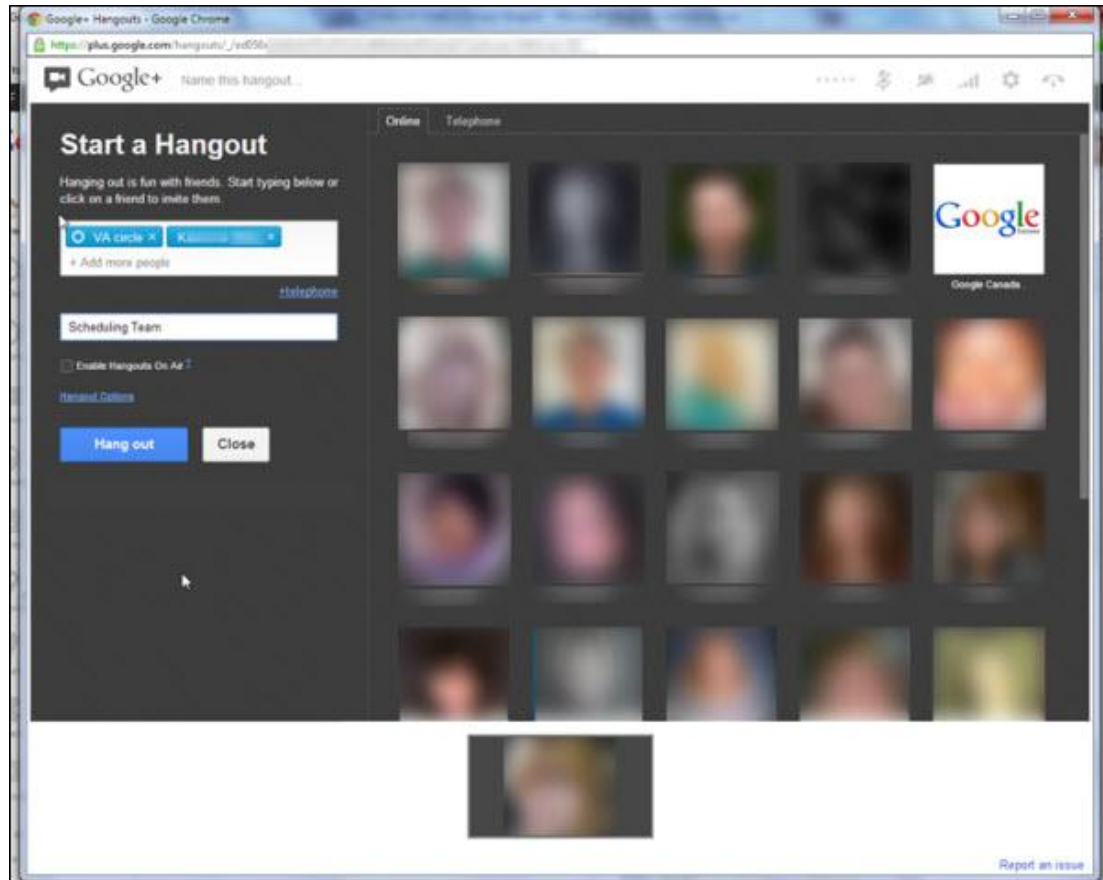 Google+ Hangouts - Google Chrome
https://plus.google.com/hangouts/_/ed058
Google+ Name this hangout...
Online Telephone
Start a Hangout
Hanging out is fun with friends. Start typing below or
click on a friend to invite them.
VA circle × K ×
+ Add more people
+telephone
Scheduling Team
Enable Hangouts On Air ?
Hangout Options
Hang out Close
Google
Google Canada
Report an issue